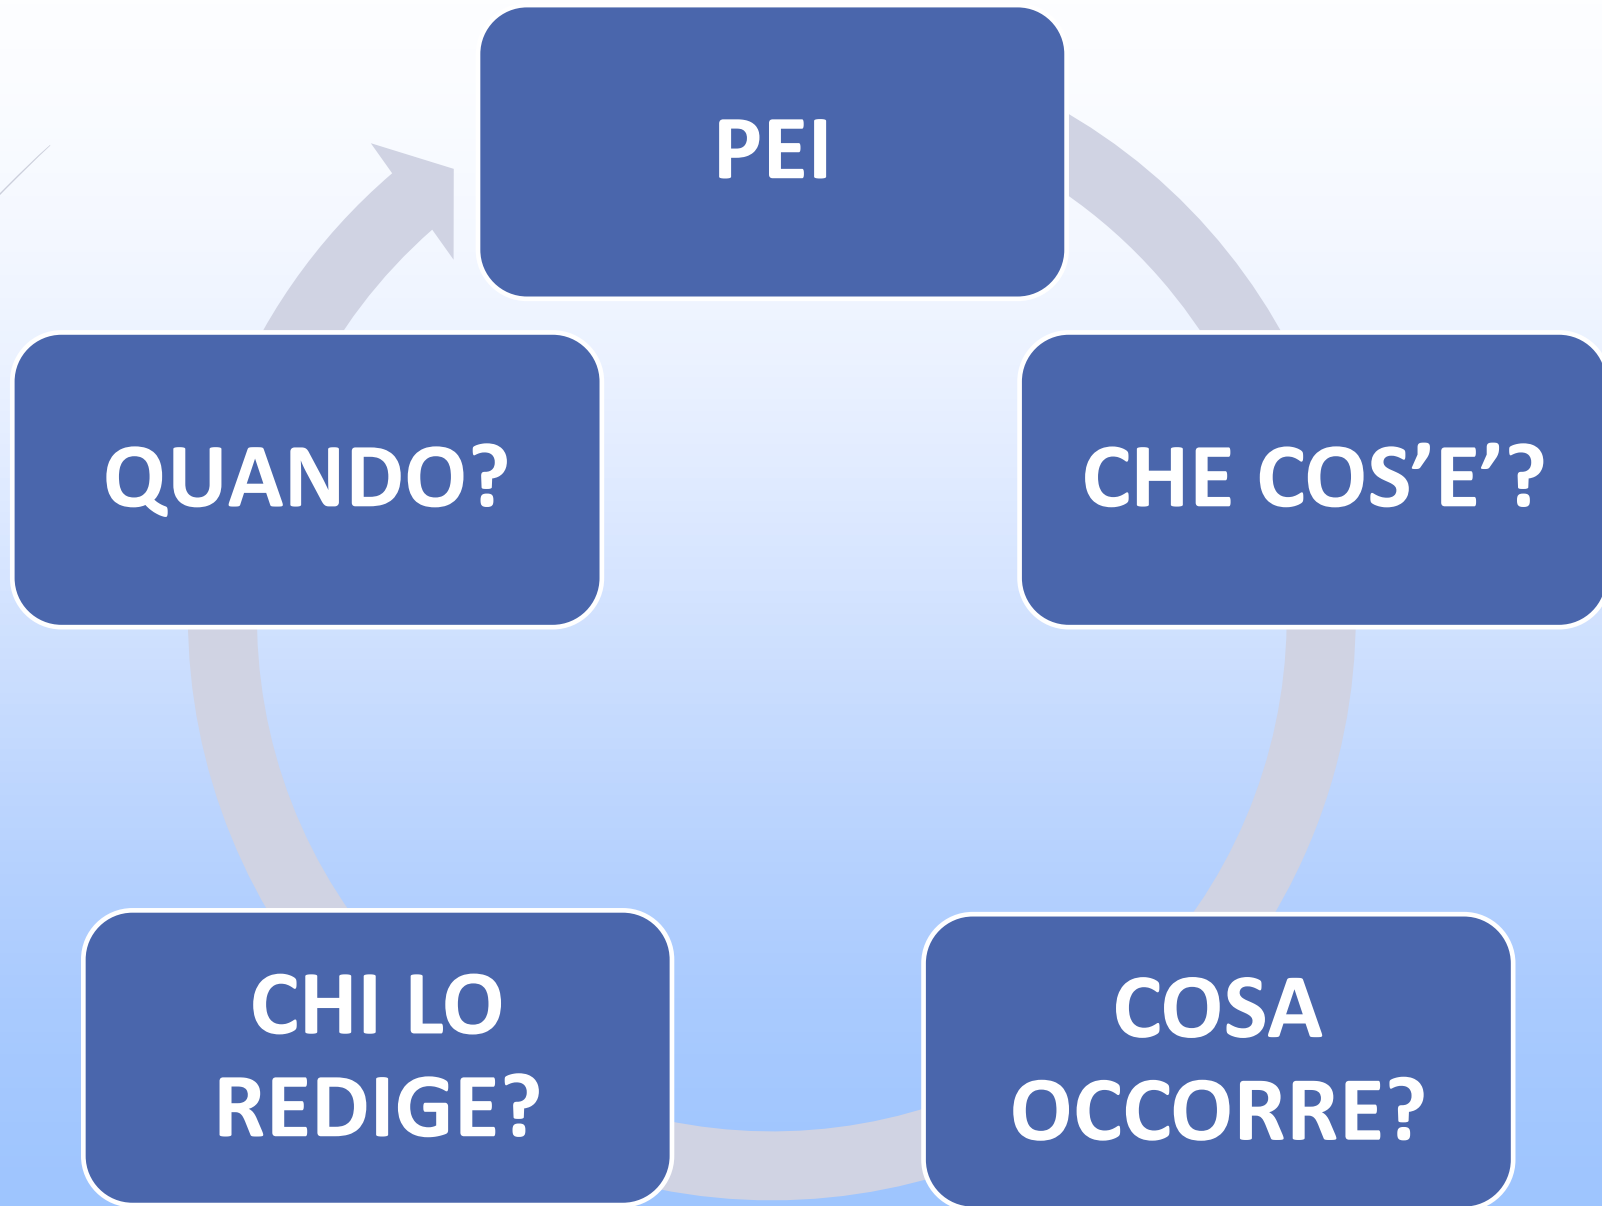 PEI
CHE COS’E’?
COSA
OCCORRE?
CHI LO
REDIGE?
QUANDO?